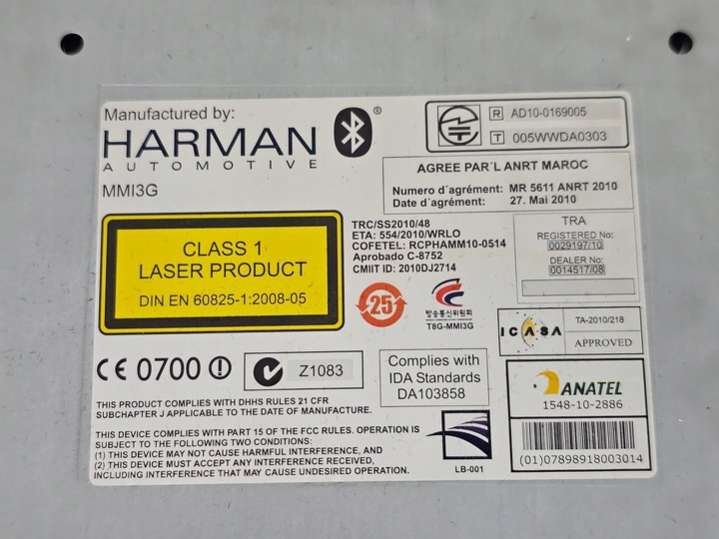 Manufactured by:
HARMAN
AUTOMOTIVE
®
MMI3G
R AD10-0169005
T 005WWDA0303
AGREE PAR'L ANRT MAROC
Numero d'agrément: MR 5611 ANRT 2010
Date d'agrément: 27. Mai 2010
CLASS 1
LASER PRODUCT
DIN EN 60825-1:2008-05
TRC/SS2010/48
ETA: 554/2010/WRLO
COFETEL: RCPHAMM10-0514
Aprobado C-8752
CMIIT ID: 2010DJ2714
TRA
REGISTERED No:
0029197/10
DEALER No:
0014517/08
25
방송통신위원회
T8G-MMI3G
ICASA
TA-2010/218
APPROVED
CE 0700
Z1083
Complies with
IDA Standards
DA103858
ANATEL
1548-10-2886
(01)07898918003014
THIS PRODUCT COMPLIES WITH DHHS RULES 21 CFR
SUBCHAPTER J APPLICABLE TO THE DATE OF MANUFACTURE.
THIS DEVICE COMPLIES WITH PART 15 OF THE FCC RULES. OPERATION IS
SUBJECT TO THE FOLLOWING TWO CONDITIONS:
(1) THIS DEVICE MAY NOT CAUSE HARMFUL INTERFERENCE, AND
(2) THIS DEVICE MUST ACCEPT ANY INTERFERENCE RECEIVED,
INCLUDING INTERFERENCE THAT MAY CAUSE UNDESIRED OPERATION.
LB-001